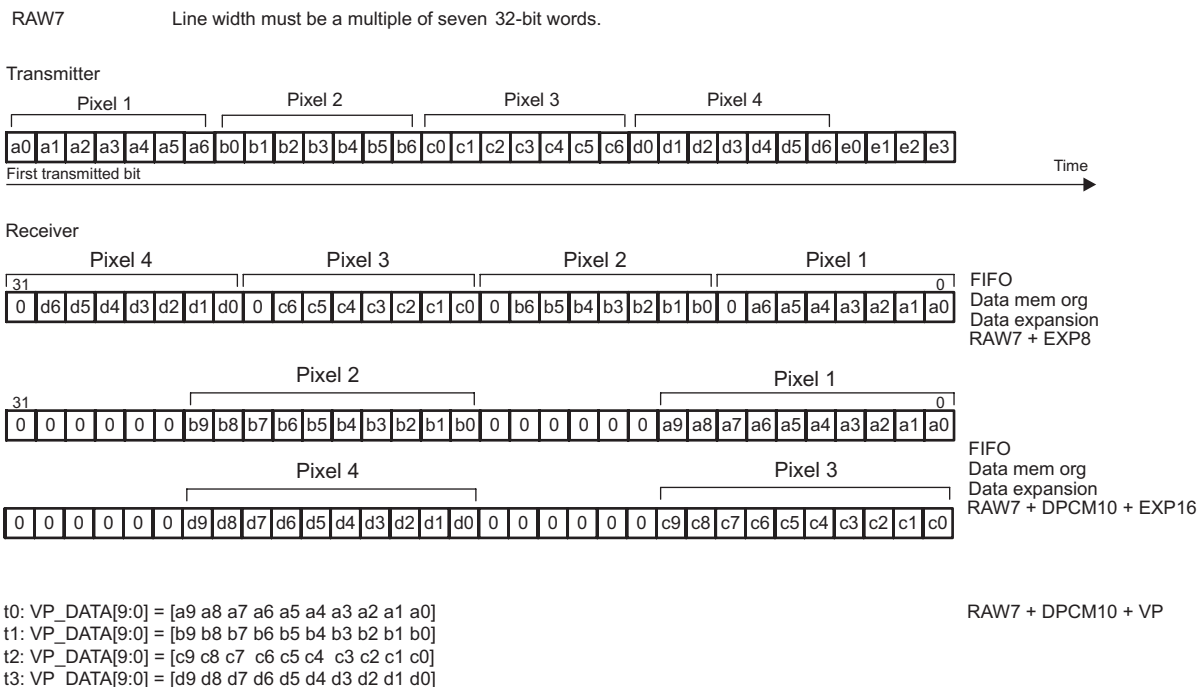 RAW7 Line width must be a multiple of seven 32-bit words.
Transmitter
Pixel 1 Pixel 2 Pixel 3 Pixel 4
a0 a1 a2 a3 a4 a5 a6 b0 b1 b2 b3 b4 b5 b6 c0 c1 c2 c3 c4 c5 c6 d0 d1 d2 d3 d4 d5 d6 e0 e1 e2 e3
First transmitted bit Time
Receiver
Pixel 4 Pixel 3 Pixel 2 Pixel 1
31 0
0 d6 d5 d4 d3 d2 d1 d0 0 c6 c5 c4 c3 c2 c1 c0 0 b6 b5 b4 b3 b2 b1 b0 0 a6 a5 a4 a3 a2 a1 a0
FIFO
Data mem org
Data expansion
RAW7 + EXP8
Pixel 2 Pixel 1
31 0
0 0 0 0 0 0 b9 b8 b7 b6 b5 b4 b3 b2 b1 b0 0 0 0 0 0 0 a9 a8 a7 a6 a5 a4 a3 a2 a1 a0
Pixel 4 Pixel 3
0 0 0 0 0 0 d9 d8 d7 d6 d5 d4 d3 d2 d1 d0 0 0 0 0 0 0 c9 c8 c7 c6 c5 c4 c3 c2 c1 c0
FIFO
Data mem org
Data expansion
RAW7 + DPCM10 + EXP16
t0: VP_DATA[9:0] = [a9 a8 a7 a6 a5 a4 a3 a2 a1 a0] RAW7 + DPCM10 + VP
t1: VP_DATA[9:0] = [b9 b8 b7 b6 b5 b4 b3 b2 b1 b0]
t2: VP_DATA[9:0] = [c9 c8 c7 c6 c5 c4 c3 c2 c1 c0]
t3: VP_DATA[9:0] = [d9 d8 d7 d6 d5 d4 d3 d2 d1 d0]